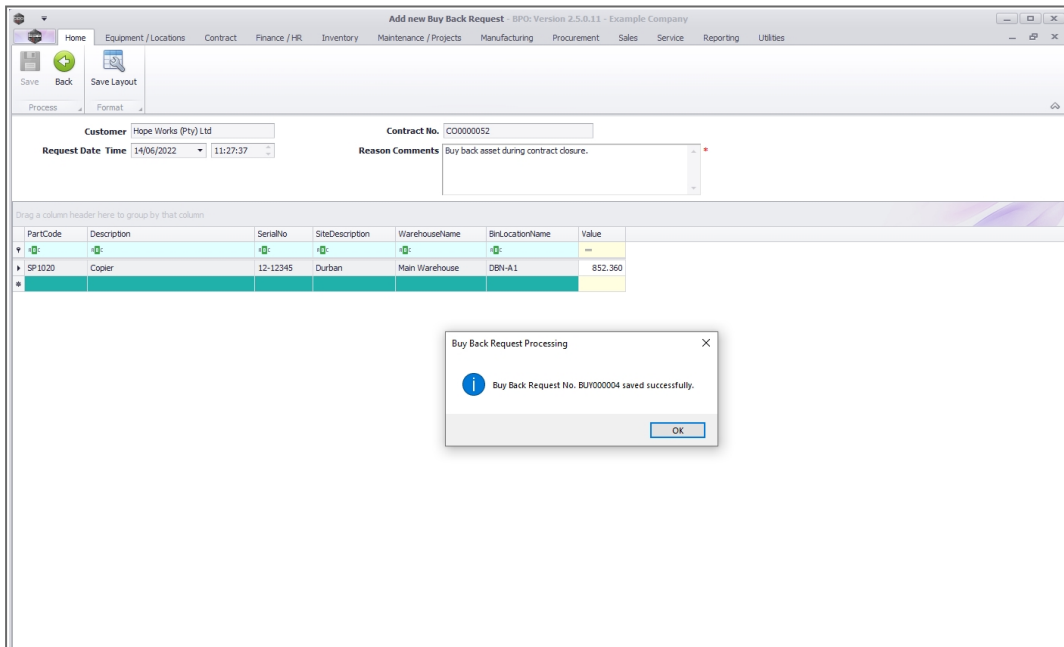 Add new Buy Back Request - BPO: Version 2.5.0.11 - Example Company
Home Equipment / Locations Contract Finance / HR Inventory Maintenance / Projects Manufacturing Procurement Sales Service Reporting Utilities
Save Back Save Layout
Process Format
Customer Hope Works (Pty) Ltd Contract No. CO0000052
Request Date Time 14/06/2022 11:27:37 Reason Comments Buy back asset during contract closure. *
Drag a column header here to group by that column
PartCode Description SerialNo SiteDescription WarehouseName BinLocationName Value
SP1020 Copier 12-12345 Durban Main Warehouse DBN-A1 852.360
Buy Back Request Processing
Buy Back Request No. BUY000004 saved successfully.
OK